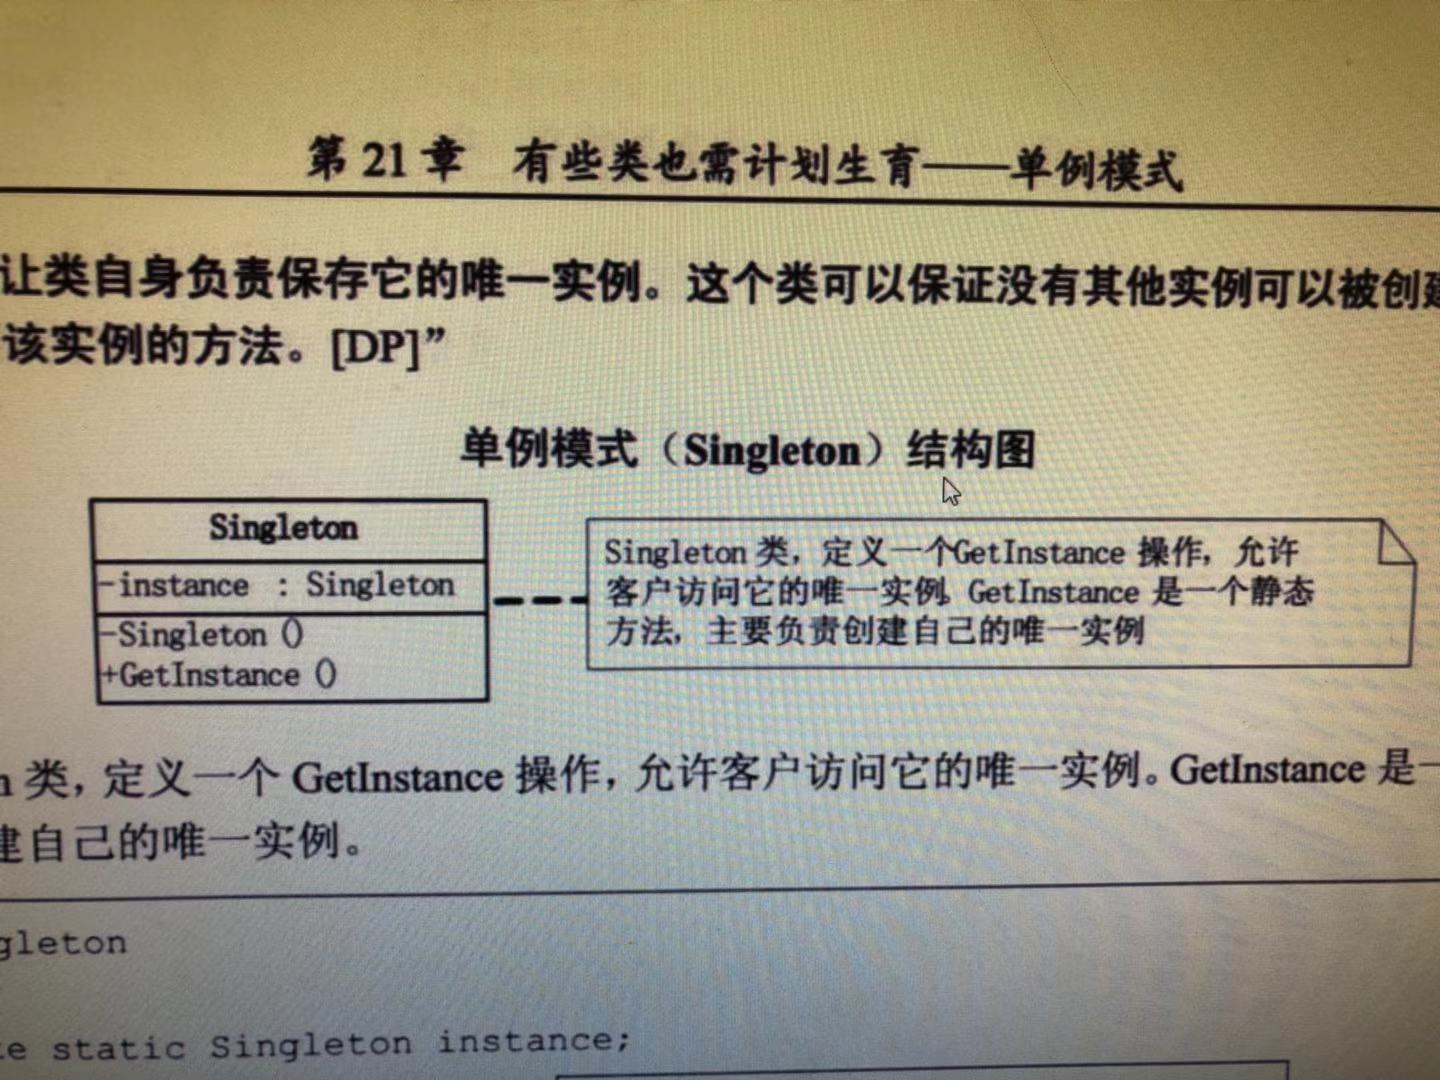 第 21 章 有些类也需计划生育——单例模式
让类自身负责保存它的唯一实例。这个类可以保证没有其他实例可以被创建
该实例的方法。[DP]”
单例模式（Singleton）结构图
Singleton
-instance : Singleton
-Singleton ()
+GetInstance ()
Singleton 类，定义一个GetInstance 操作，允许
客户访问它的唯一实例。GetInstance 是一个静态
方法，主要负责创建自己的唯一实例
n 类，定义一个 GetInstance 操作，允许客户访问它的唯一实例。GetInstance 是一
建自己的唯一实例。
gleton
te static Singleton instance;